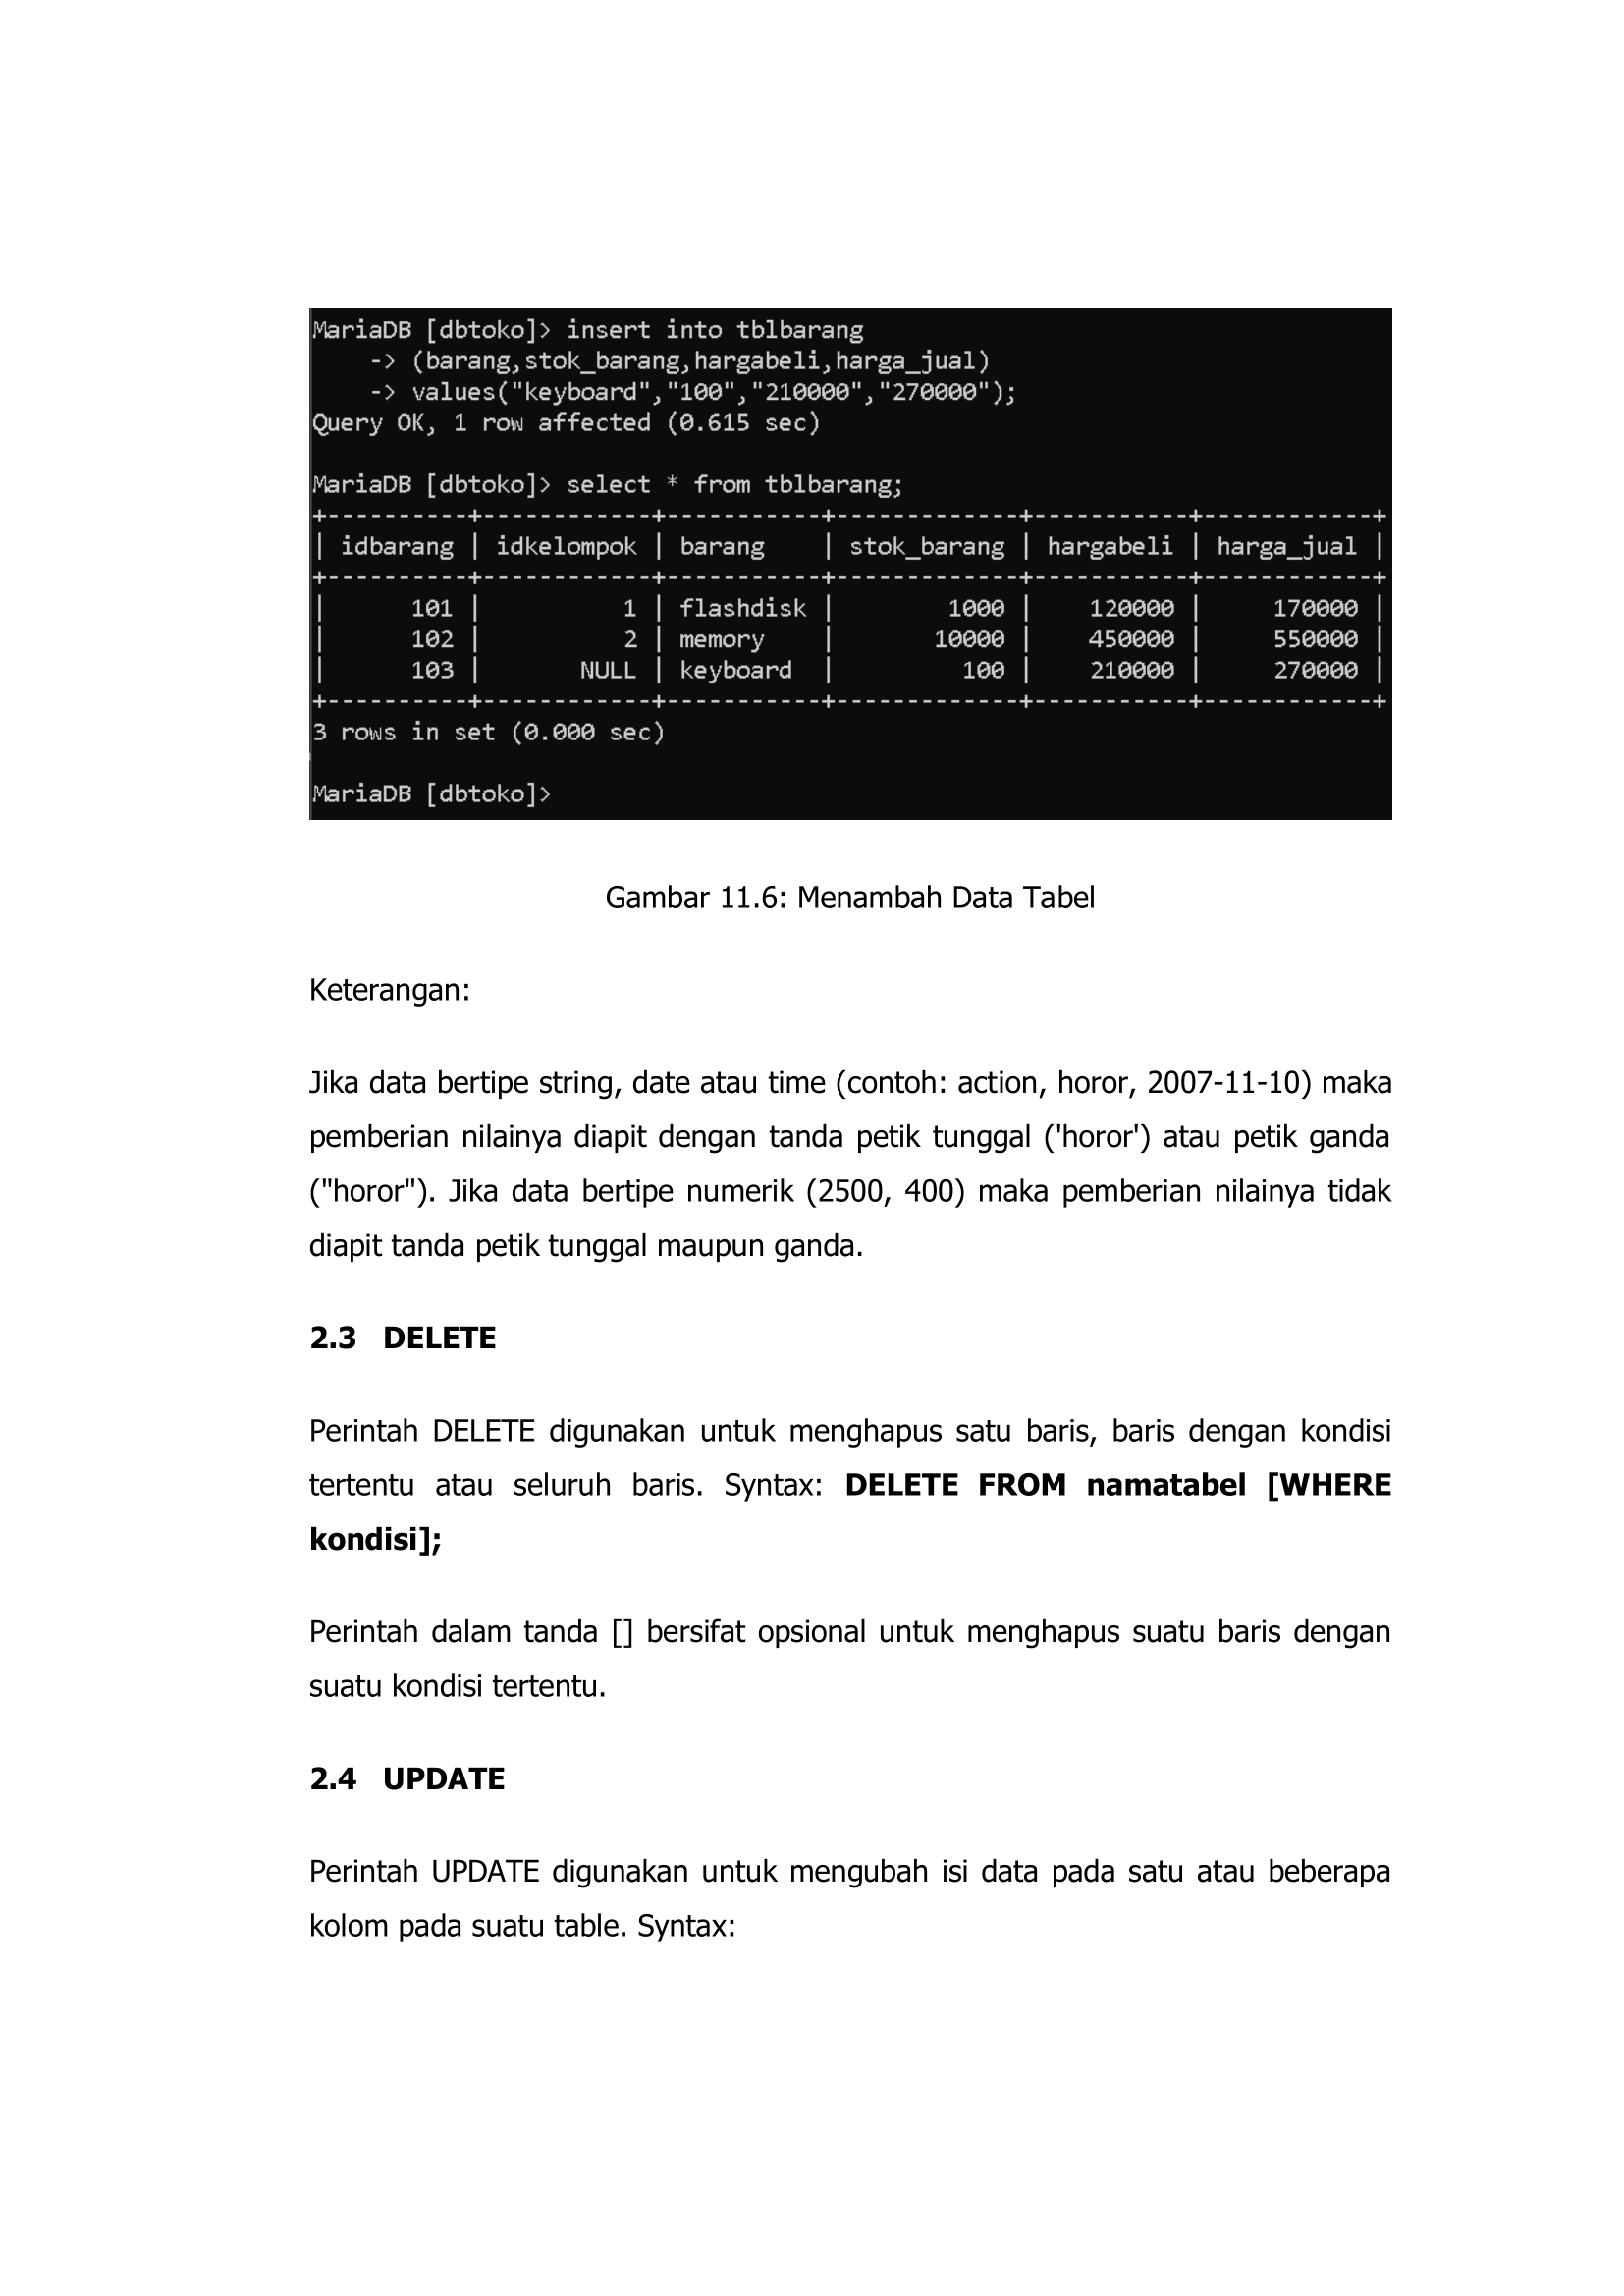 MariaDB [dbtoko]> insert into tblbarang
    -> (barang,stok_barang,hargabeli,harga_jual)
    -> values("keyboard","100","210000","270000");
Query OK, 1 row affected (0.615 sec)

MariaDB [dbtoko]> select * from tblbarang;
+----------+------------+-----------+-------------+-----------+------------+
| idbarang | idkelompok | barang    | stok_barang | hargabeli | harga_jual |
+----------+------------+-----------+-------------+-----------+------------+
|      101 |          1 | flashdisk |        1000 |    120000 |     170000 |
|      102 |          2 | memory    |       10000 |    450000 |     550000 |
|      103 |       NULL | keyboard  |         100 |    210000 |     270000 |
+----------+------------+-----------+-------------+-----------+------------+
3 rows in set (0.000 sec)

MariaDB [dbtoko]>
Gambar 11.6: Menambah Data Tabel
Keterangan:
Jika data bertipe string, date atau time (contoh: action, horor, 2007-11-10) maka
pemberian nilainya diapit dengan tanda petik tunggal ('horor') atau petik ganda
("horor"). Jika data bertipe numerik (2500, 400) maka pemberian nilainya tidak
diapit tanda petik tunggal maupun ganda.
2.3 DELETE
Perintah DELETE digunakan untuk menghapus satu baris, baris dengan kondisi
tertentu atau seluruh baris. Syntax: DELETE FROM namatabel [WHERE
kondisi];
Perintah dalam tanda [] bersifat opsional untuk menghapus suatu baris dengan
suatu kondisi tertentu.
2.4 UPDATE
Perintah UPDATE digunakan untuk mengubah isi data pada satu atau beberapa
kolom pada suatu table. Syntax: